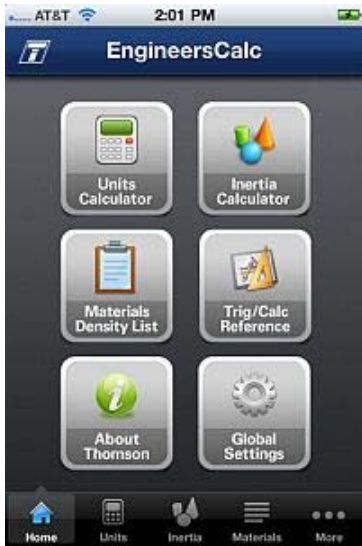 AT&T 2:01 PM
EngineersCalc
Units
Calculator
Inertia
Calculator
Materials
Density List
Trig/Calc
Reference
About
Thomson
Global
Settings
Home Units Inertia Materials More